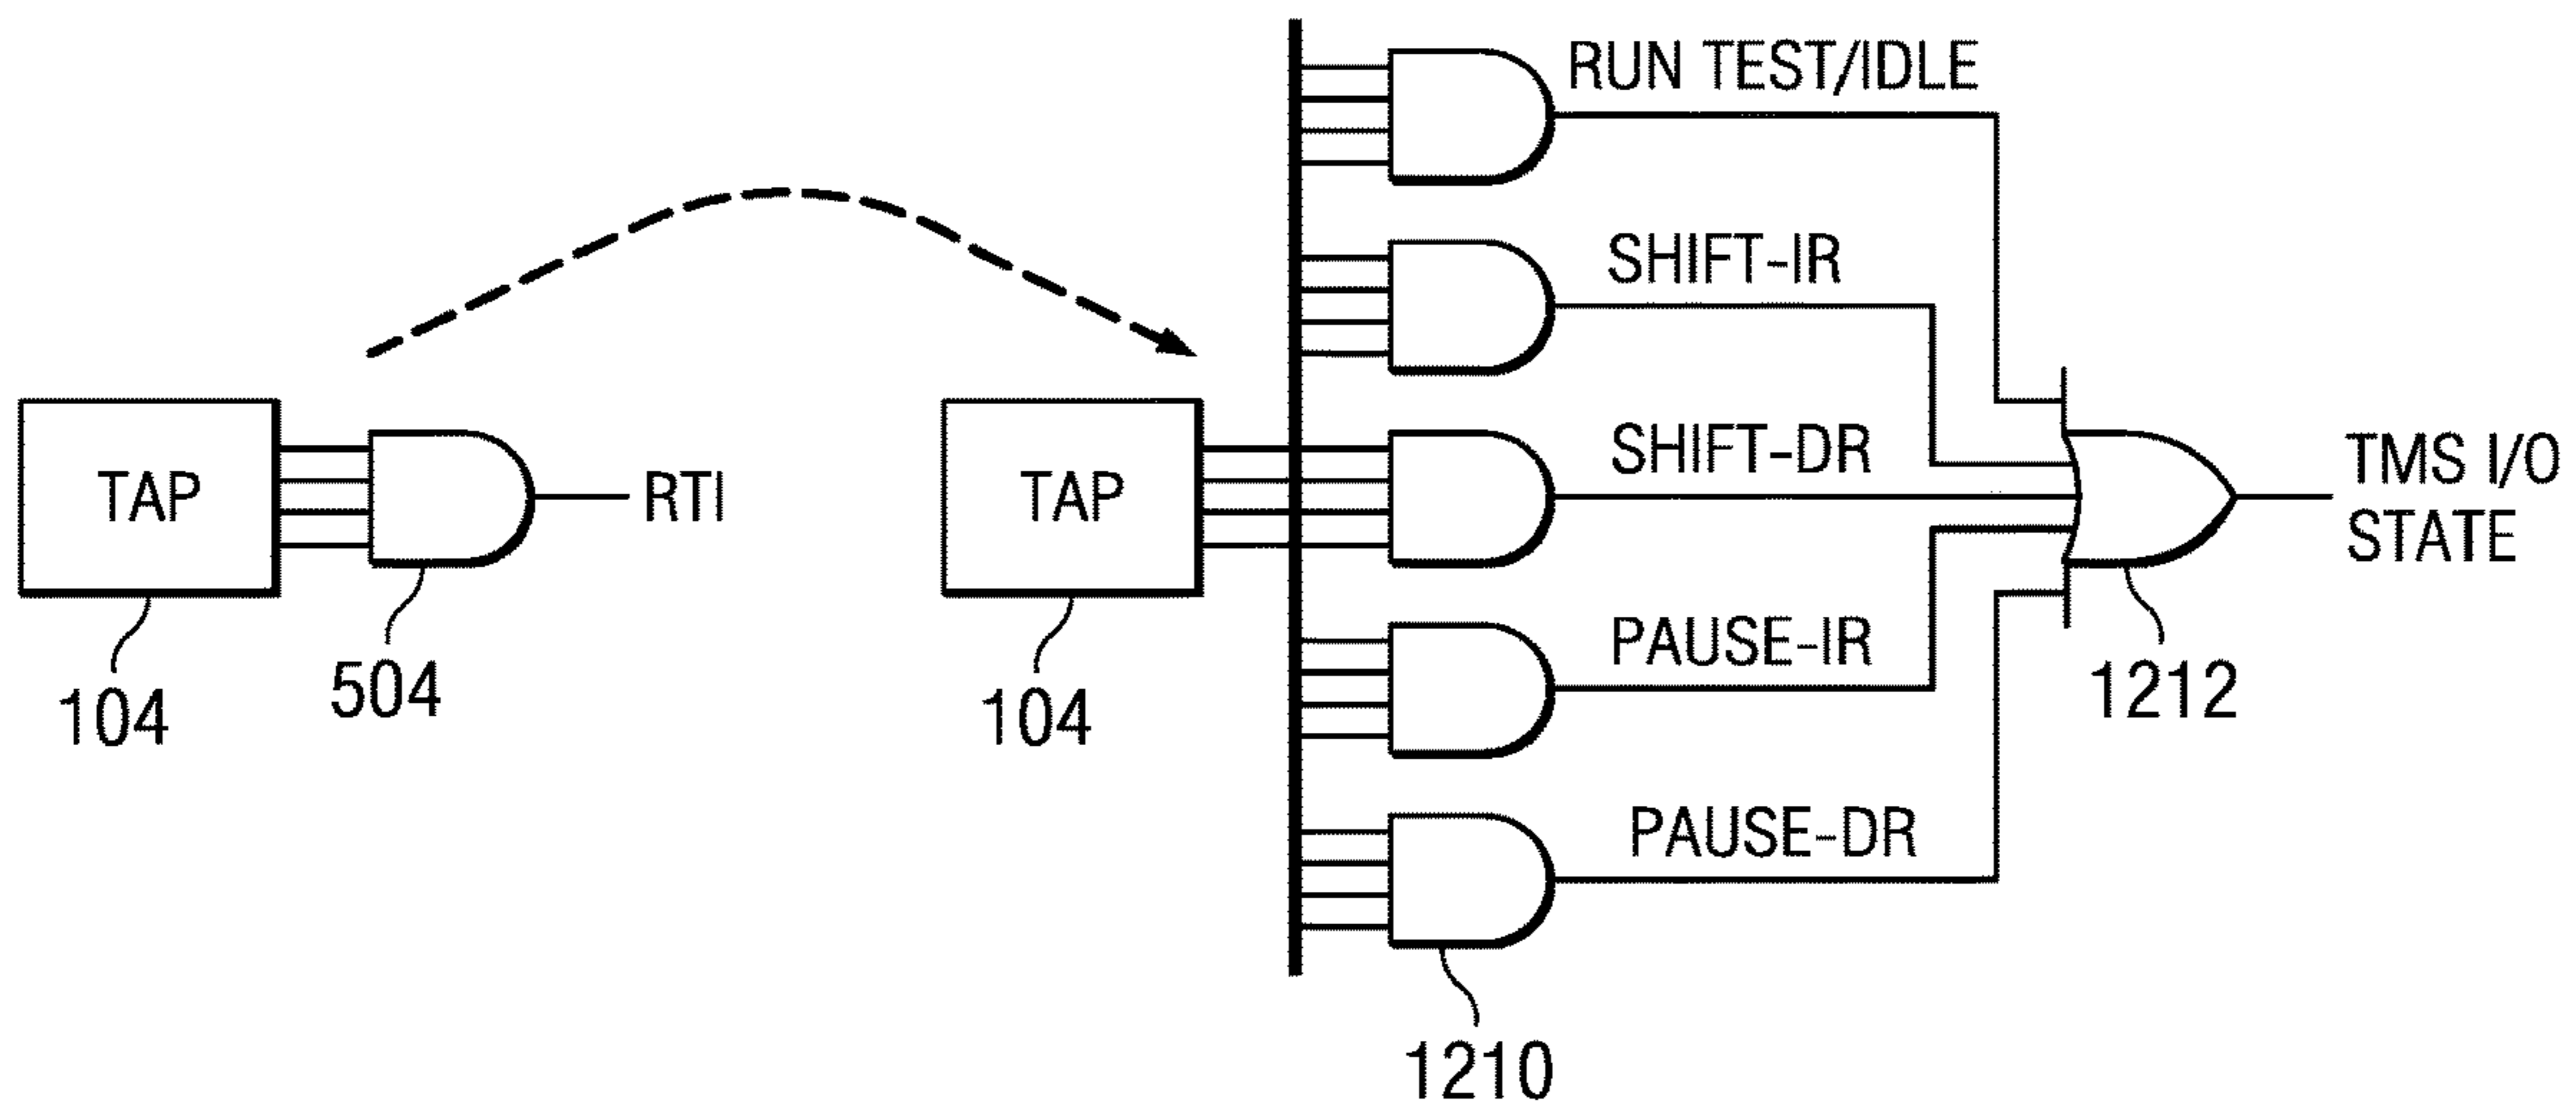 RUN TEST/IDLE
SHIFT-IR
SHIFT-DR
TMS I/O
STATE
TAP
RTI
TAP
PAUSE-IR
104
504
104
1212
PAUSE-DR
1210